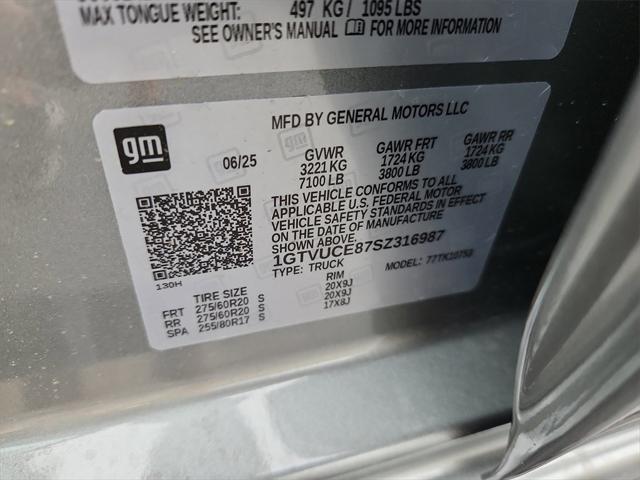 MAX TONGUE WEIGHT: 497 KG / 1095 LBS
SEE OWNER'S MANUAL FOR MORE INFORMATION
gm
MFD BY GENERAL MOTORS LLC
06/25 GVWR GAWR FRT GAWR RR
3221 KG 1724 KG 1724 KG
7100 LB 3800 LB 3800 LB
THIS VEHICLE CONFORMS TO ALL
APPLICABLE U.S. FEDERAL MOTOR
VEHICLE SAFETY STANDARDS IN EFFECT
ON THE DATE OF MANUFACTURE
SHOWN ABOVE.
1GTVUCE87SZ316987
TYPE: TRUCK MODEL: 77TK10753
130H
TIRE SIZE RIM
FRT 275/60R20 S 20X9J
RR 275/60R20 S 20X9J
SPA 255/80R17 S 17X8J